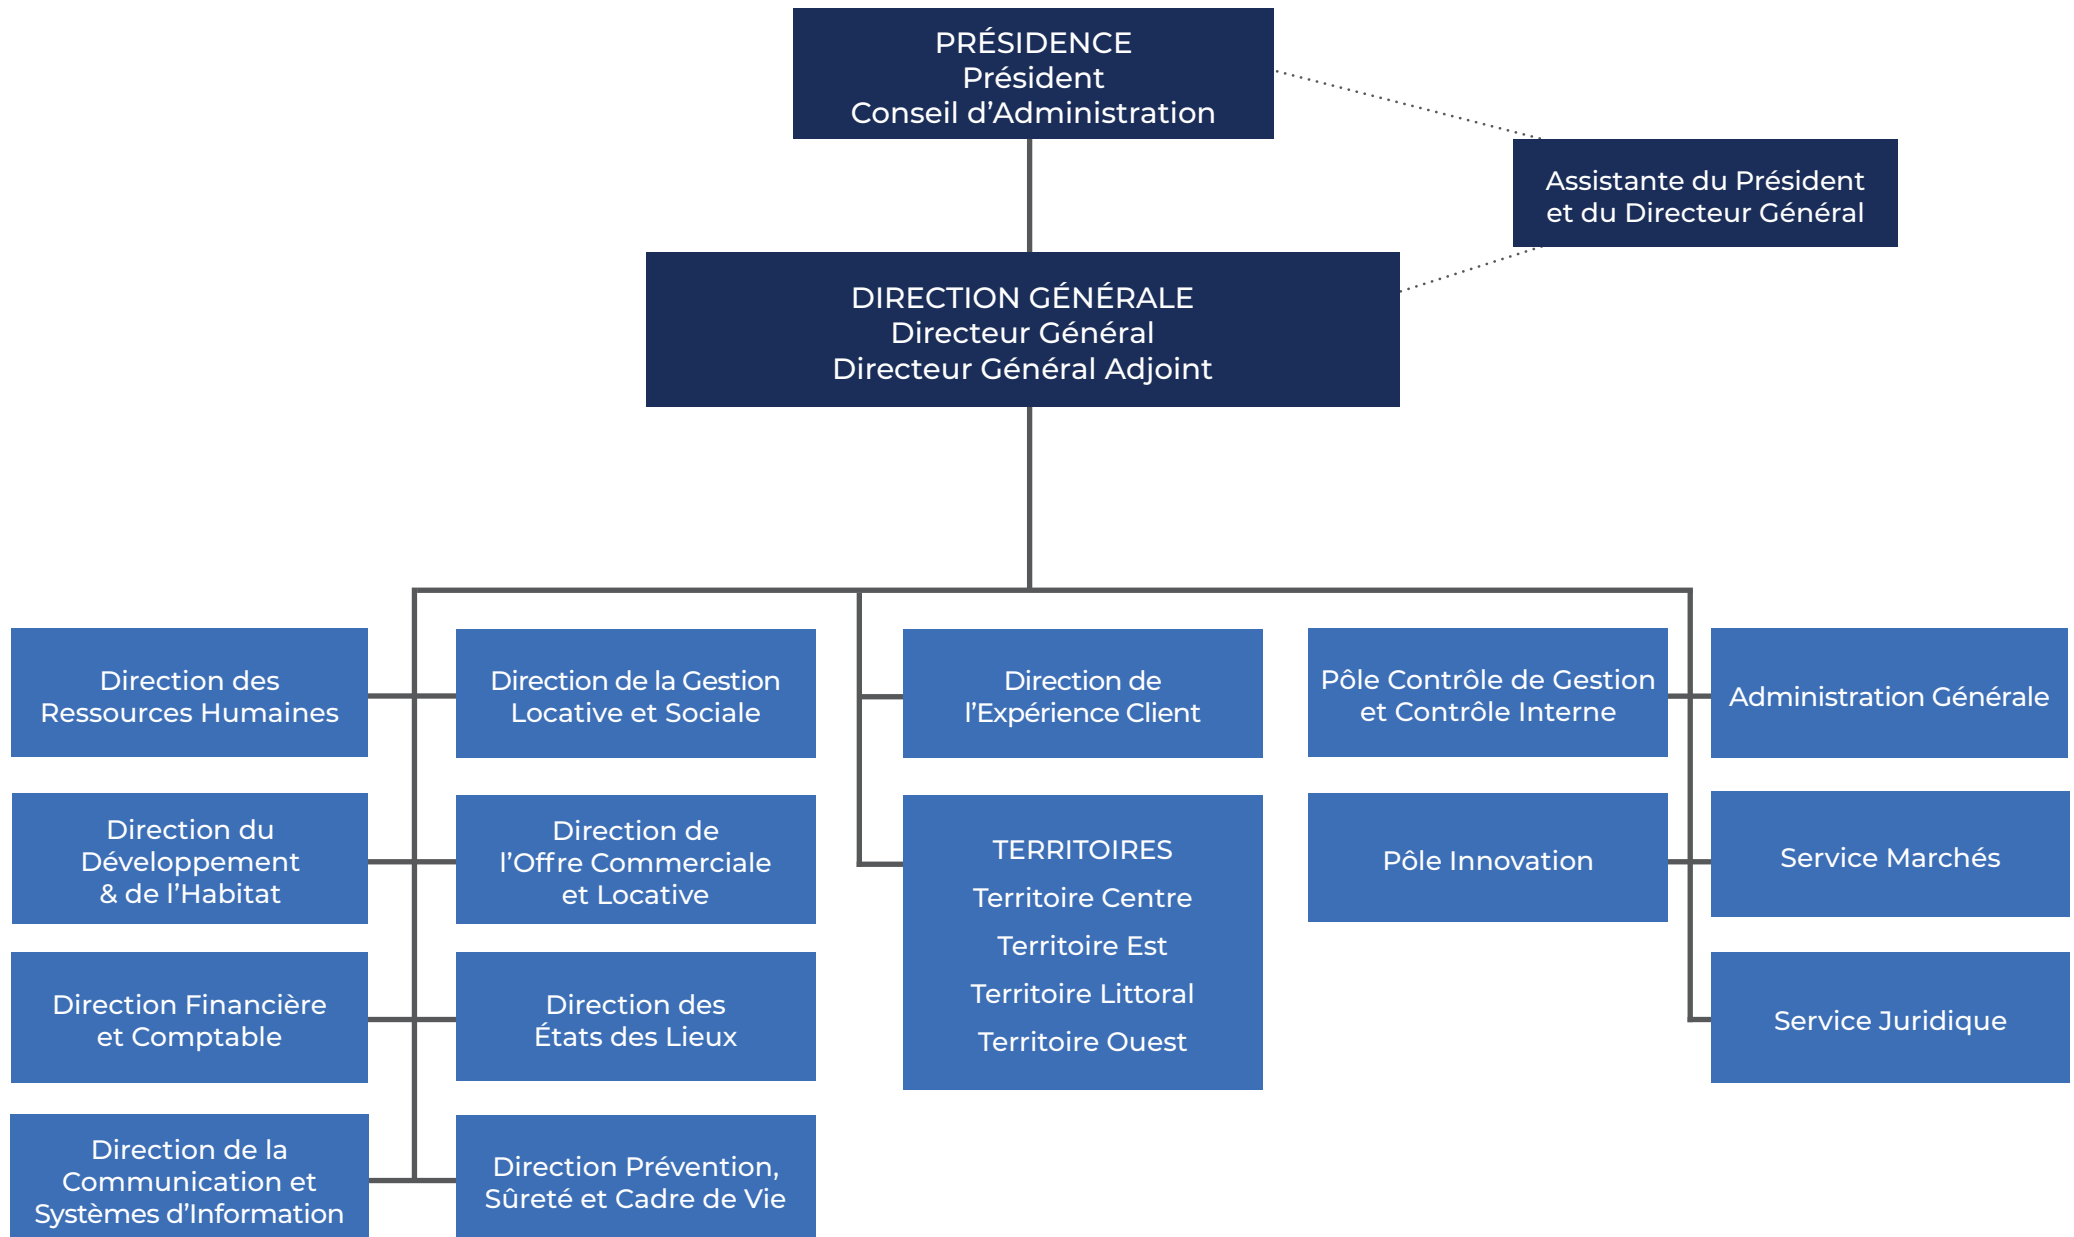 PRÉSIDENCE
Président
Conseil d’Administration
Assistante du Président
et du Directeur Général
DIRECTION GÉNÉRALE
Directeur Général
Directeur Général Adjoint
Direction des
Ressources Humaines
Direction de la Gestion
Locative et Sociale
Direction de
l’Expérience Client
Pôle Contrôle de Gestion
et Contrôle Interne
Administration Générale
Direction du
Développement
& de l’Habitat
Direction de
l’Offre Commerciale
et Locative
TERRITOIRES
Territoire Centre
Territoire Est
Territoire Littoral
Territoire Ouest
Pôle Innovation
Service Marchés
Direction Financière
et Comptable
Direction des
États des Lieux
Service Juridique
Direction de la
Communication et
Systèmes d’Information
Direction Prévention,
Sûreté et Cadre de Vie